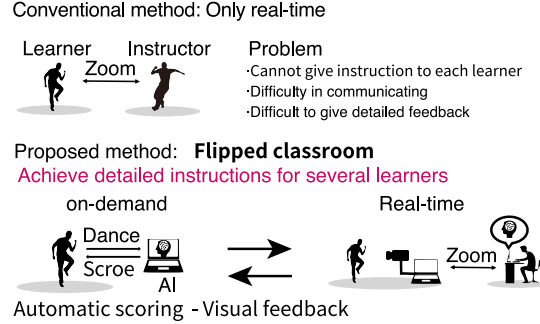 Conventional method: Only real-time
Learner Instructor Problem
Zoom
·Cannot give instruction to each learner
·Difficulty in communicating
·Difficult to give detailed feedback
Proposed method: Flipped classroom
Achieve detailed instructions for several learners
on-demand Real-time
Dance
Scroe
AI
Zoom
Automatic scoring - Visual feedback